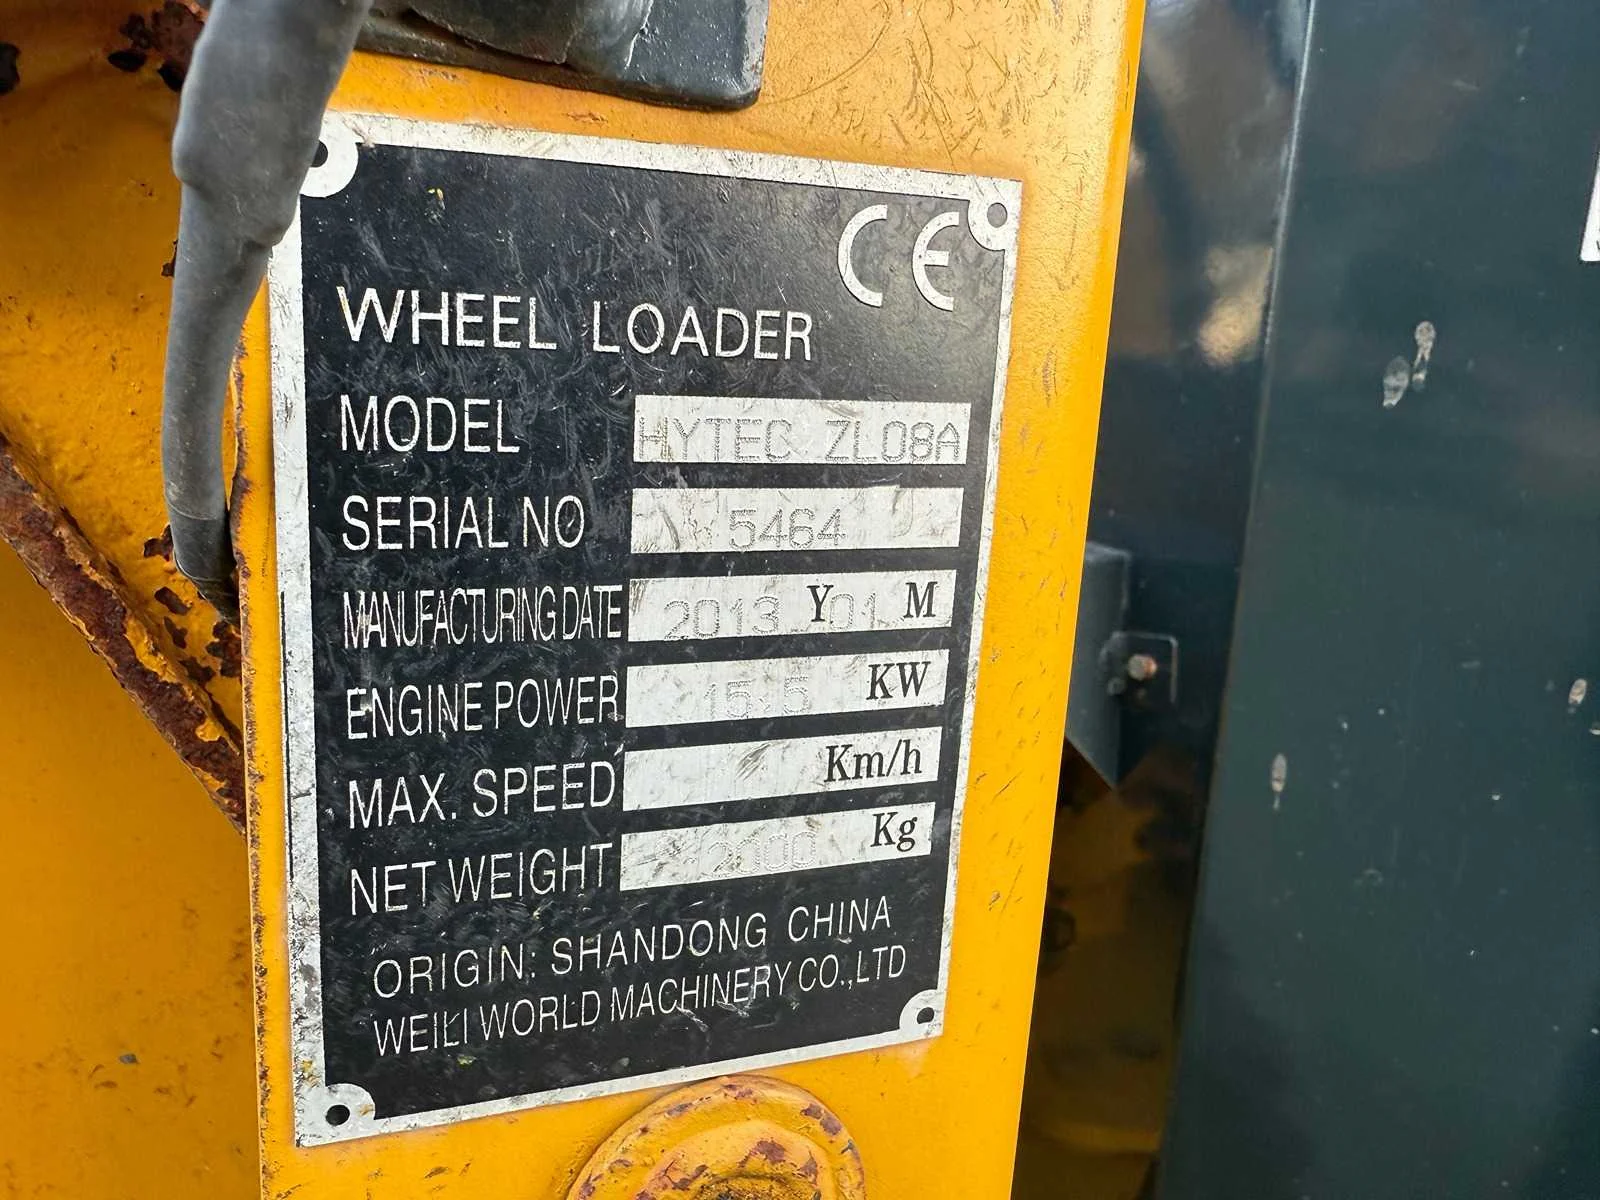 CE
WHEEL LOADER
MODEL HYTEC ZL08A
SERIAL NO 5464
MANUFACTURING DATE 2013 Y 01 M
ENGINE POWER 15.5 KW
MAX. SPEED Km/h
NET WEIGHT 2000 Kg
ORIGIN: SHANDONG CHINA
WEILI WORLD MACHINERY CO.,LTD